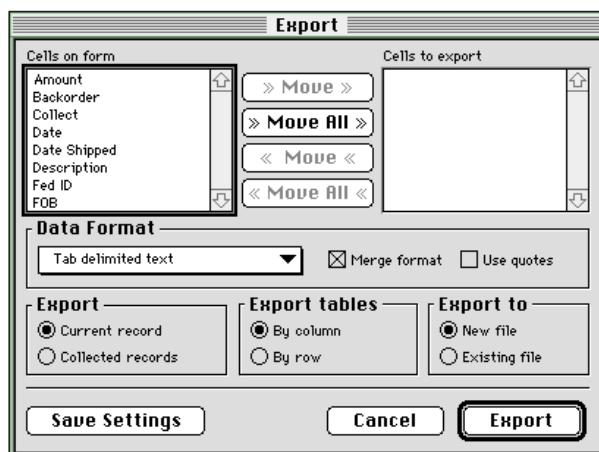 Export
Cells on form
Cells to export
Amount
Backorder
Collect
Date
Date Shipped
Description
Fed ID
FOB
» Move »
» Move All »
« Move «
« Move All «
Data Format
Tab delimited text
Merge format
Use quotes
Export
Current record
Collected records
Export tables
By column
By row
Export to
New file
Existing file
Save Settings
Cancel
Export